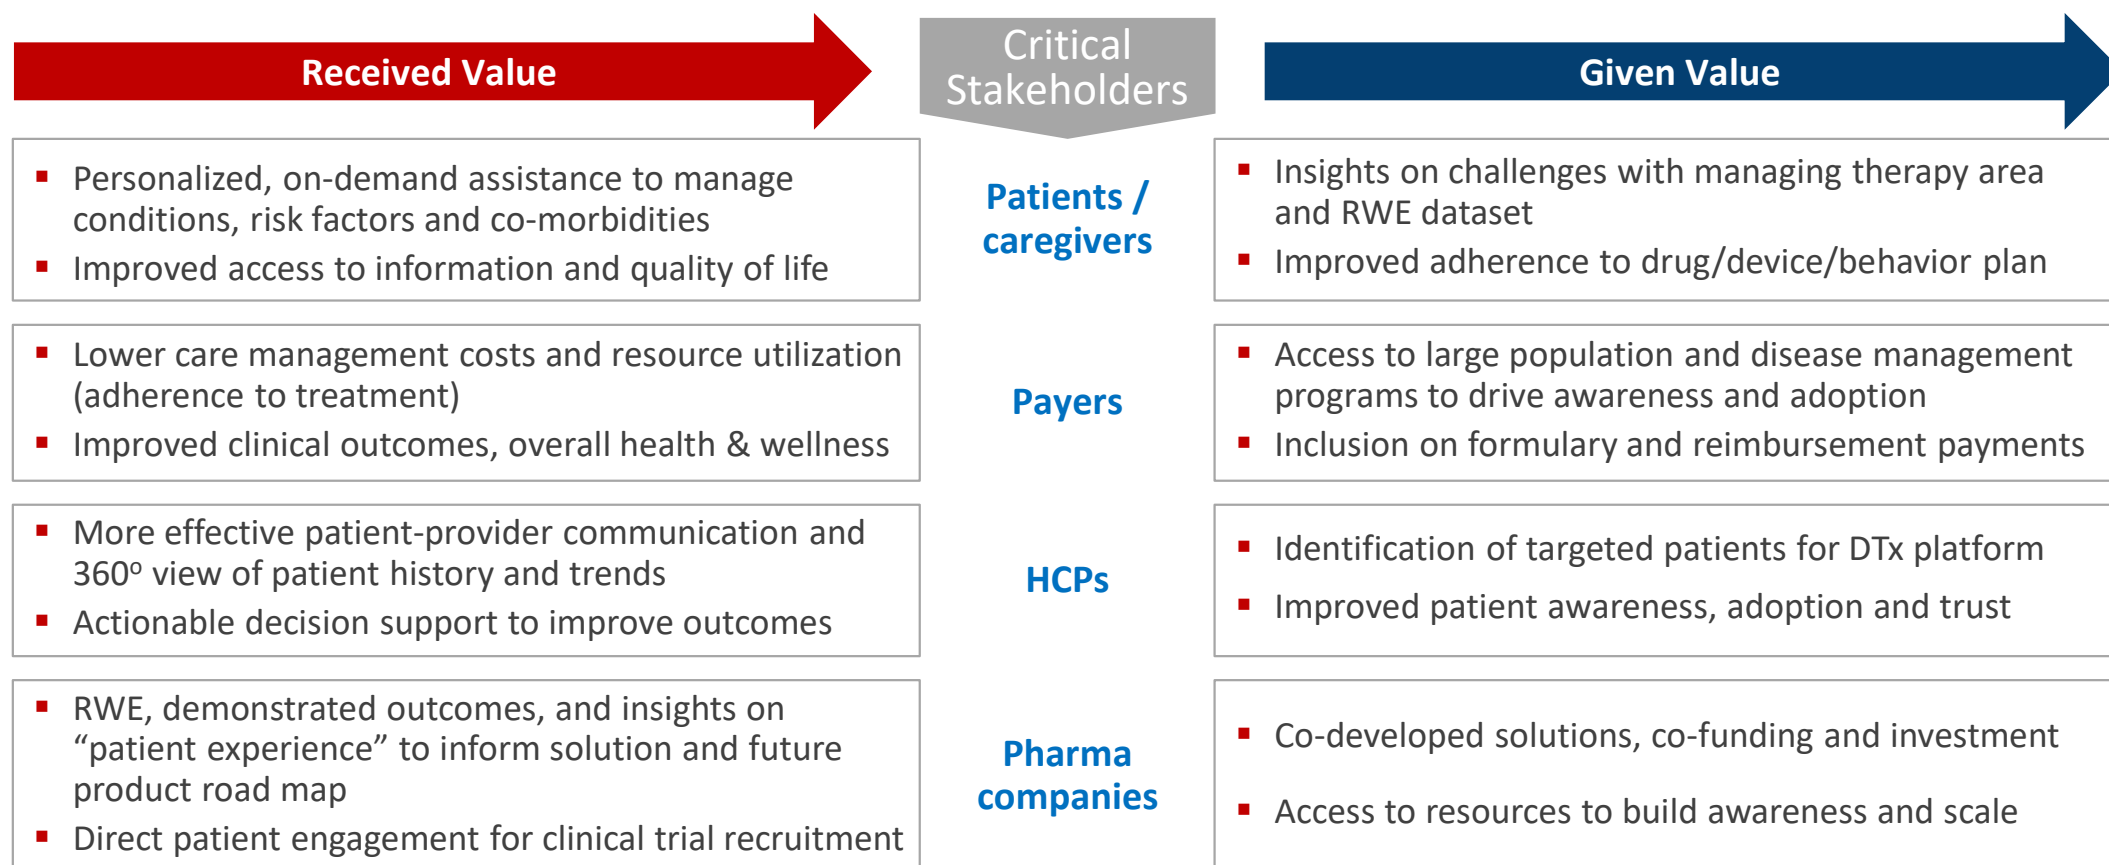 Received Value
Critical
Stakeholders
Given Value
▪ Personalized, on-demand assistance to manage
conditions, risk factors and co-morbidities
▪ Improved access to information and quality of life
Patients /
caregivers
▪ Insights on challenges with managing therapy area
and RWE dataset
▪ Improved adherence to drug/device/behavior plan
▪ Lower care management costs and resource utilization
(adherence to treatment)
▪ Improved clinical outcomes, overall health & wellness
Payers
▪ Access to large population and disease management
programs to drive awareness and adoption
▪ Inclusion on formulary and reimbursement payments
▪ More effective patient-provider communication and
360º view of patient history and trends
▪ Actionable decision support to improve outcomes
HCPs
▪ Identification of targeted patients for DTx platform
▪ Improved patient awareness, adoption and trust
▪ RWE, demonstrated outcomes, and insights on
“patient experience” to inform solution and future
product road map
▪ Direct patient engagement for clinical trial recruitment
Pharma
companies
▪ Co-developed solutions, co-funding and investment
▪ Access to resources to build awareness and scale